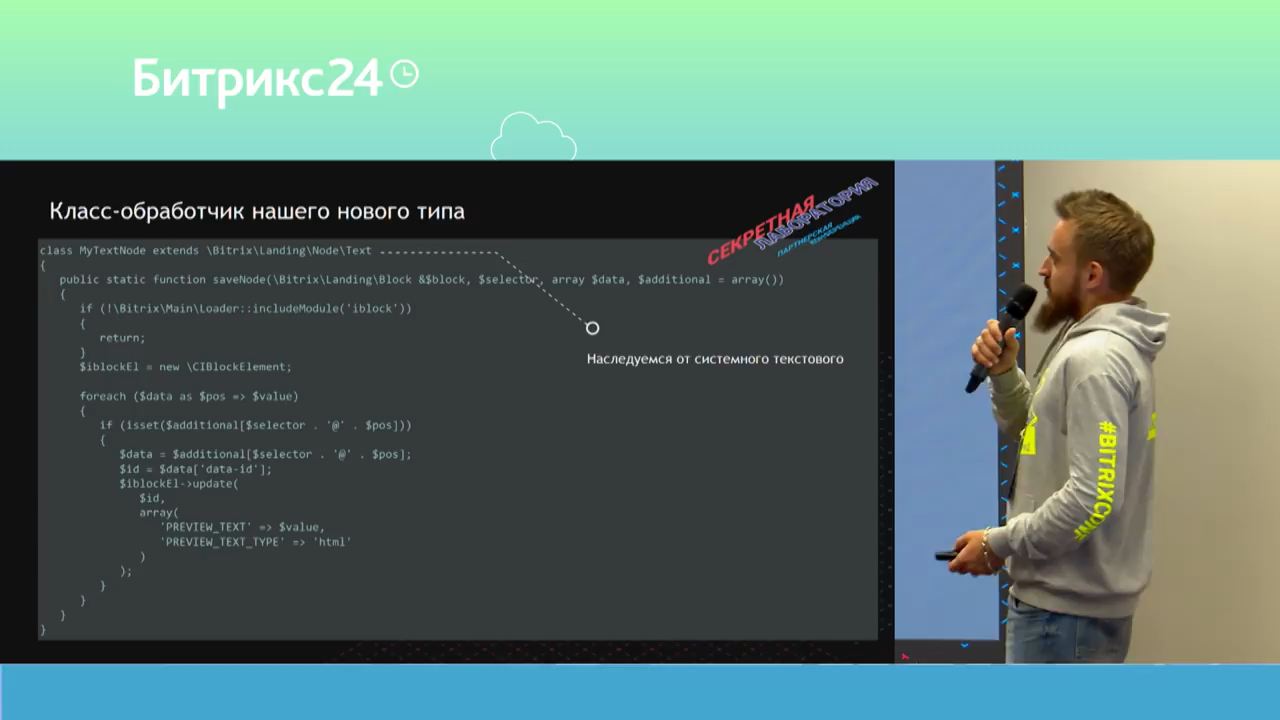 Битрикс24
Класс-обработчик нашего нового типа
СЕКРЕТНАЯ
ЛАБОРАТОРИЯ
ПАРТНЕРСКАЯ
class MyTextNode extends \Bitrix\Landing\Node\Text
{
public static function saveNode(\Bitrix\Landing\Block &&block, $selector, array $data, $additional = array())
{
if (!\Bitrix\Main\Loader::includeModule('iblock'))
{
return;
}
$iblockEl = new \CIBlockElement;
foreach ($data as $pos => $value)
{
if (isset($additional[$selector . '@' . $pos]))
{
$data = $additional[$selector . '@' . $pos];
$id = $data['data-id'];
$iblockEl->update(
$id,
array(
'PREVIEW_TEXT' => $value,
'PREVIEW_TEXT_TYPE' => 'html'
)
);
}
}
}
}
Наследуемся от системного текстового
#BITRIXCONF